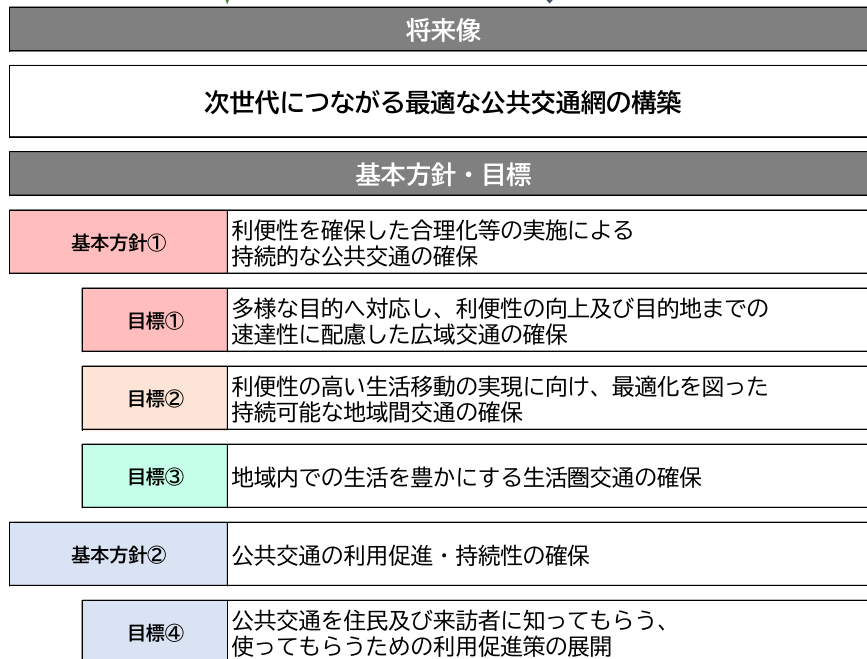 将来像
次世代につながる最適な公共交通網の構築
基本方針・目標
基本方針①
利便性を確保した合理化等の実施による
持続的な公共交通の確保
目標①
多様な目的へ対応し、利便性の向上及び目的地までの
速達性に配慮した広域交通の確保
目標②
利便性の高い生活移動の実現に向け、最適化を図った
持続可能な地域間交通の確保
目標③
地域内での生活を豊かにする生活圏交通の確保
基本方針②
公共交通の利用促進・持続性の確保
目標④
公共交通を住民及び来訪者に知ってもらう、
使ってもらうための利用促進策の展開